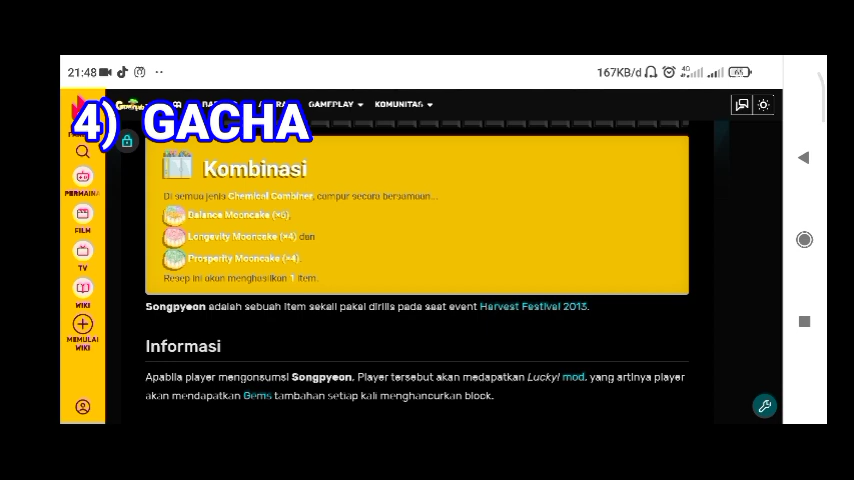 21:48
167KB/d
4G
65
GAMEPLAY
KOMUNITAS
4) GACHA
PERMAINA
FILM
TV
WIKI
MEMULAI
WIKI
Kombinasi
Di semua jenis Chemical Combiner, campur secara bersamaan...
Balance Mooncake (×6),
Longevity Mooncake (×4) dan
Prosperity Mooncake (×4).
Resep ini akan menghasilkan 1 item.
Songpyeon adalah sebuah item sekali pakai dirilis pada saat event Harvest Festival 2013.
Informasi
Apabila player mengonsumsi Songpyeon, Player tersebut akan medapatkan Lucky! mod, yang artinya player
akan mendapatkan Gems tambahan setiap kali menghancurkan block.